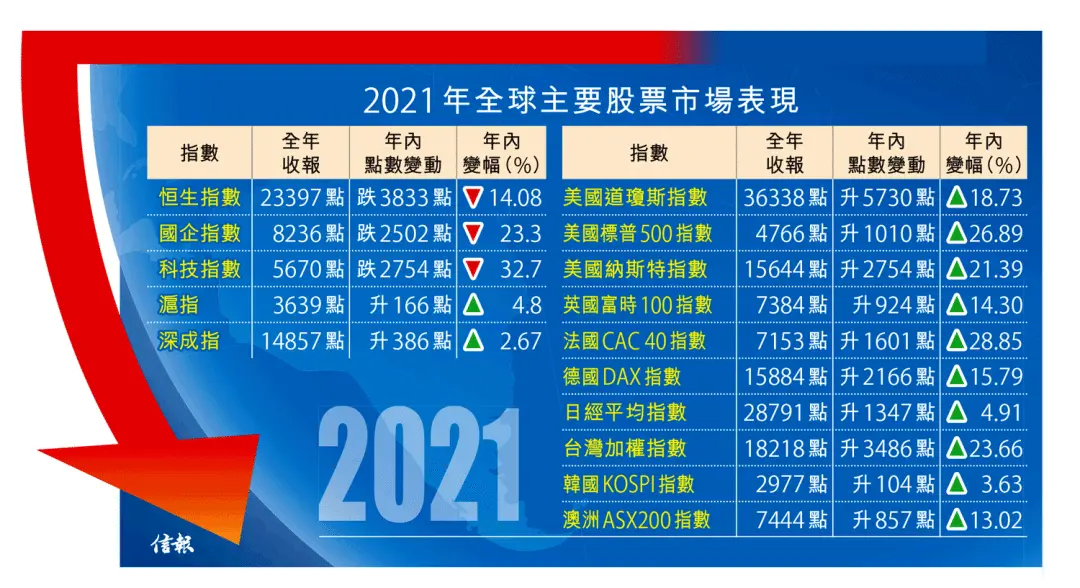 2021年全球主要股票市場表現
指數 全年收報 年內點數變動 年內變幅(%)
恒生指數 23397點 跌3833點 ▼14.08
國企指數 8236點 跌2502點 ▼23.3
科技指數 5670點 跌2754點 ▼32.7
滬指 3639點 升166點 ▲4.8
深成指 14857點 升386點 ▲2.67
指數 全年收報 年內點數變動 年內變幅(%)
美國道瓊斯指數 36338點 升5730點 ▲18.73
美國標普500指數 4766點 升1010點 ▲26.89
美國納斯特指數 15644點 升2754點 ▲21.39
英國富時100指數 7384點 升924點 ▲14.30
法國CAC 40指數 7153點 升1601點 ▲28.85
德國DAX指數 15884點 升2166點 ▲15.79
日經平均指數 28791點 升1347點 ▲4.91
台灣加權指數 18218點 升3486點 ▲23.66
韓國KOSPI指數 2977點 升104點 ▲3.63
澳洲ASX200指數 7444點 升857點 ▲13.02
2021
信報